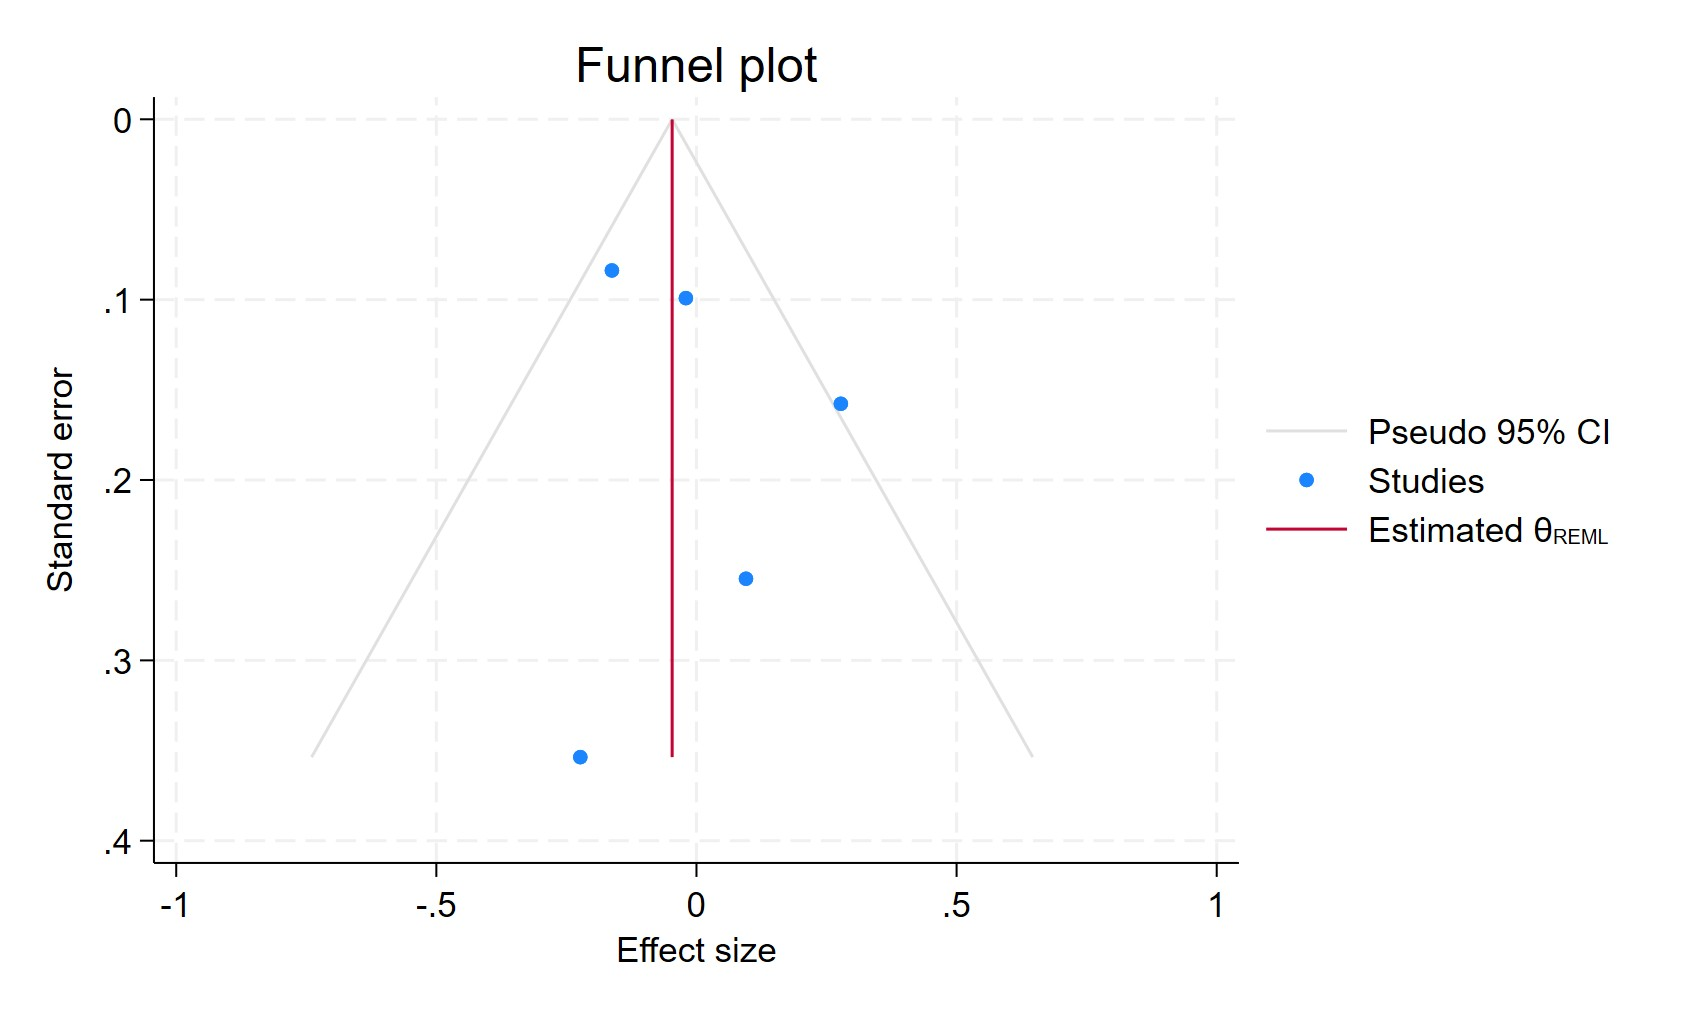 Funnel plot
0
.1
.2
.3
.4
Standard error
-1 -.5 0 .5 1
Effect size
Pseudo 95% CI
Studies
Estimated θREML